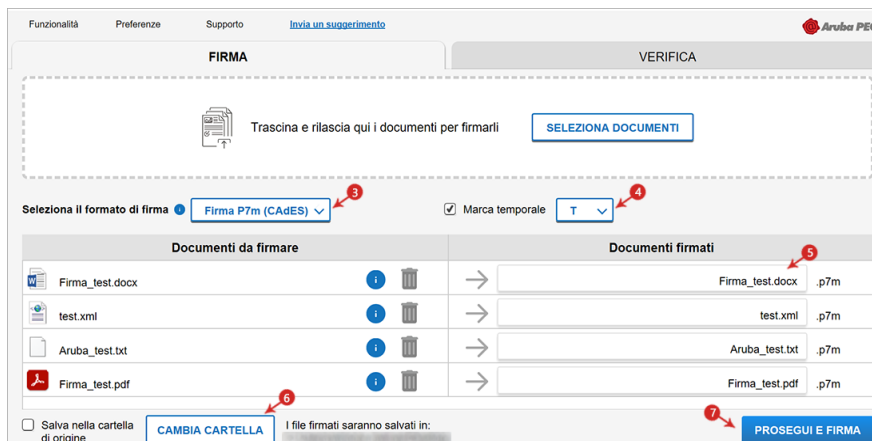 Funzionalità Preferenze Supporto Invia un suggerimento
Aruba PEC
FIRMA VERIFICA
Trascina e rilascia qui i documenti per firmarli SELEZIONA DOCUMENTI
3 4
Seleziona il formato di firma i Firma P7m (CAdES) Marca temporale T
Documenti da firmare Documenti firmati
5
Firma_test.docx i Firma_test.docx .p7m
test.xml i test.xml .p7m
Aruba_test.txt i Aruba_test.txt .p7m
Firma_test.pdf i Firma_test.pdf .p7m
6 7
Salva nella cartella di origine CAMBIA CARTELLA I file firmati saranno salvati in: PROSEGUI E FIRMA